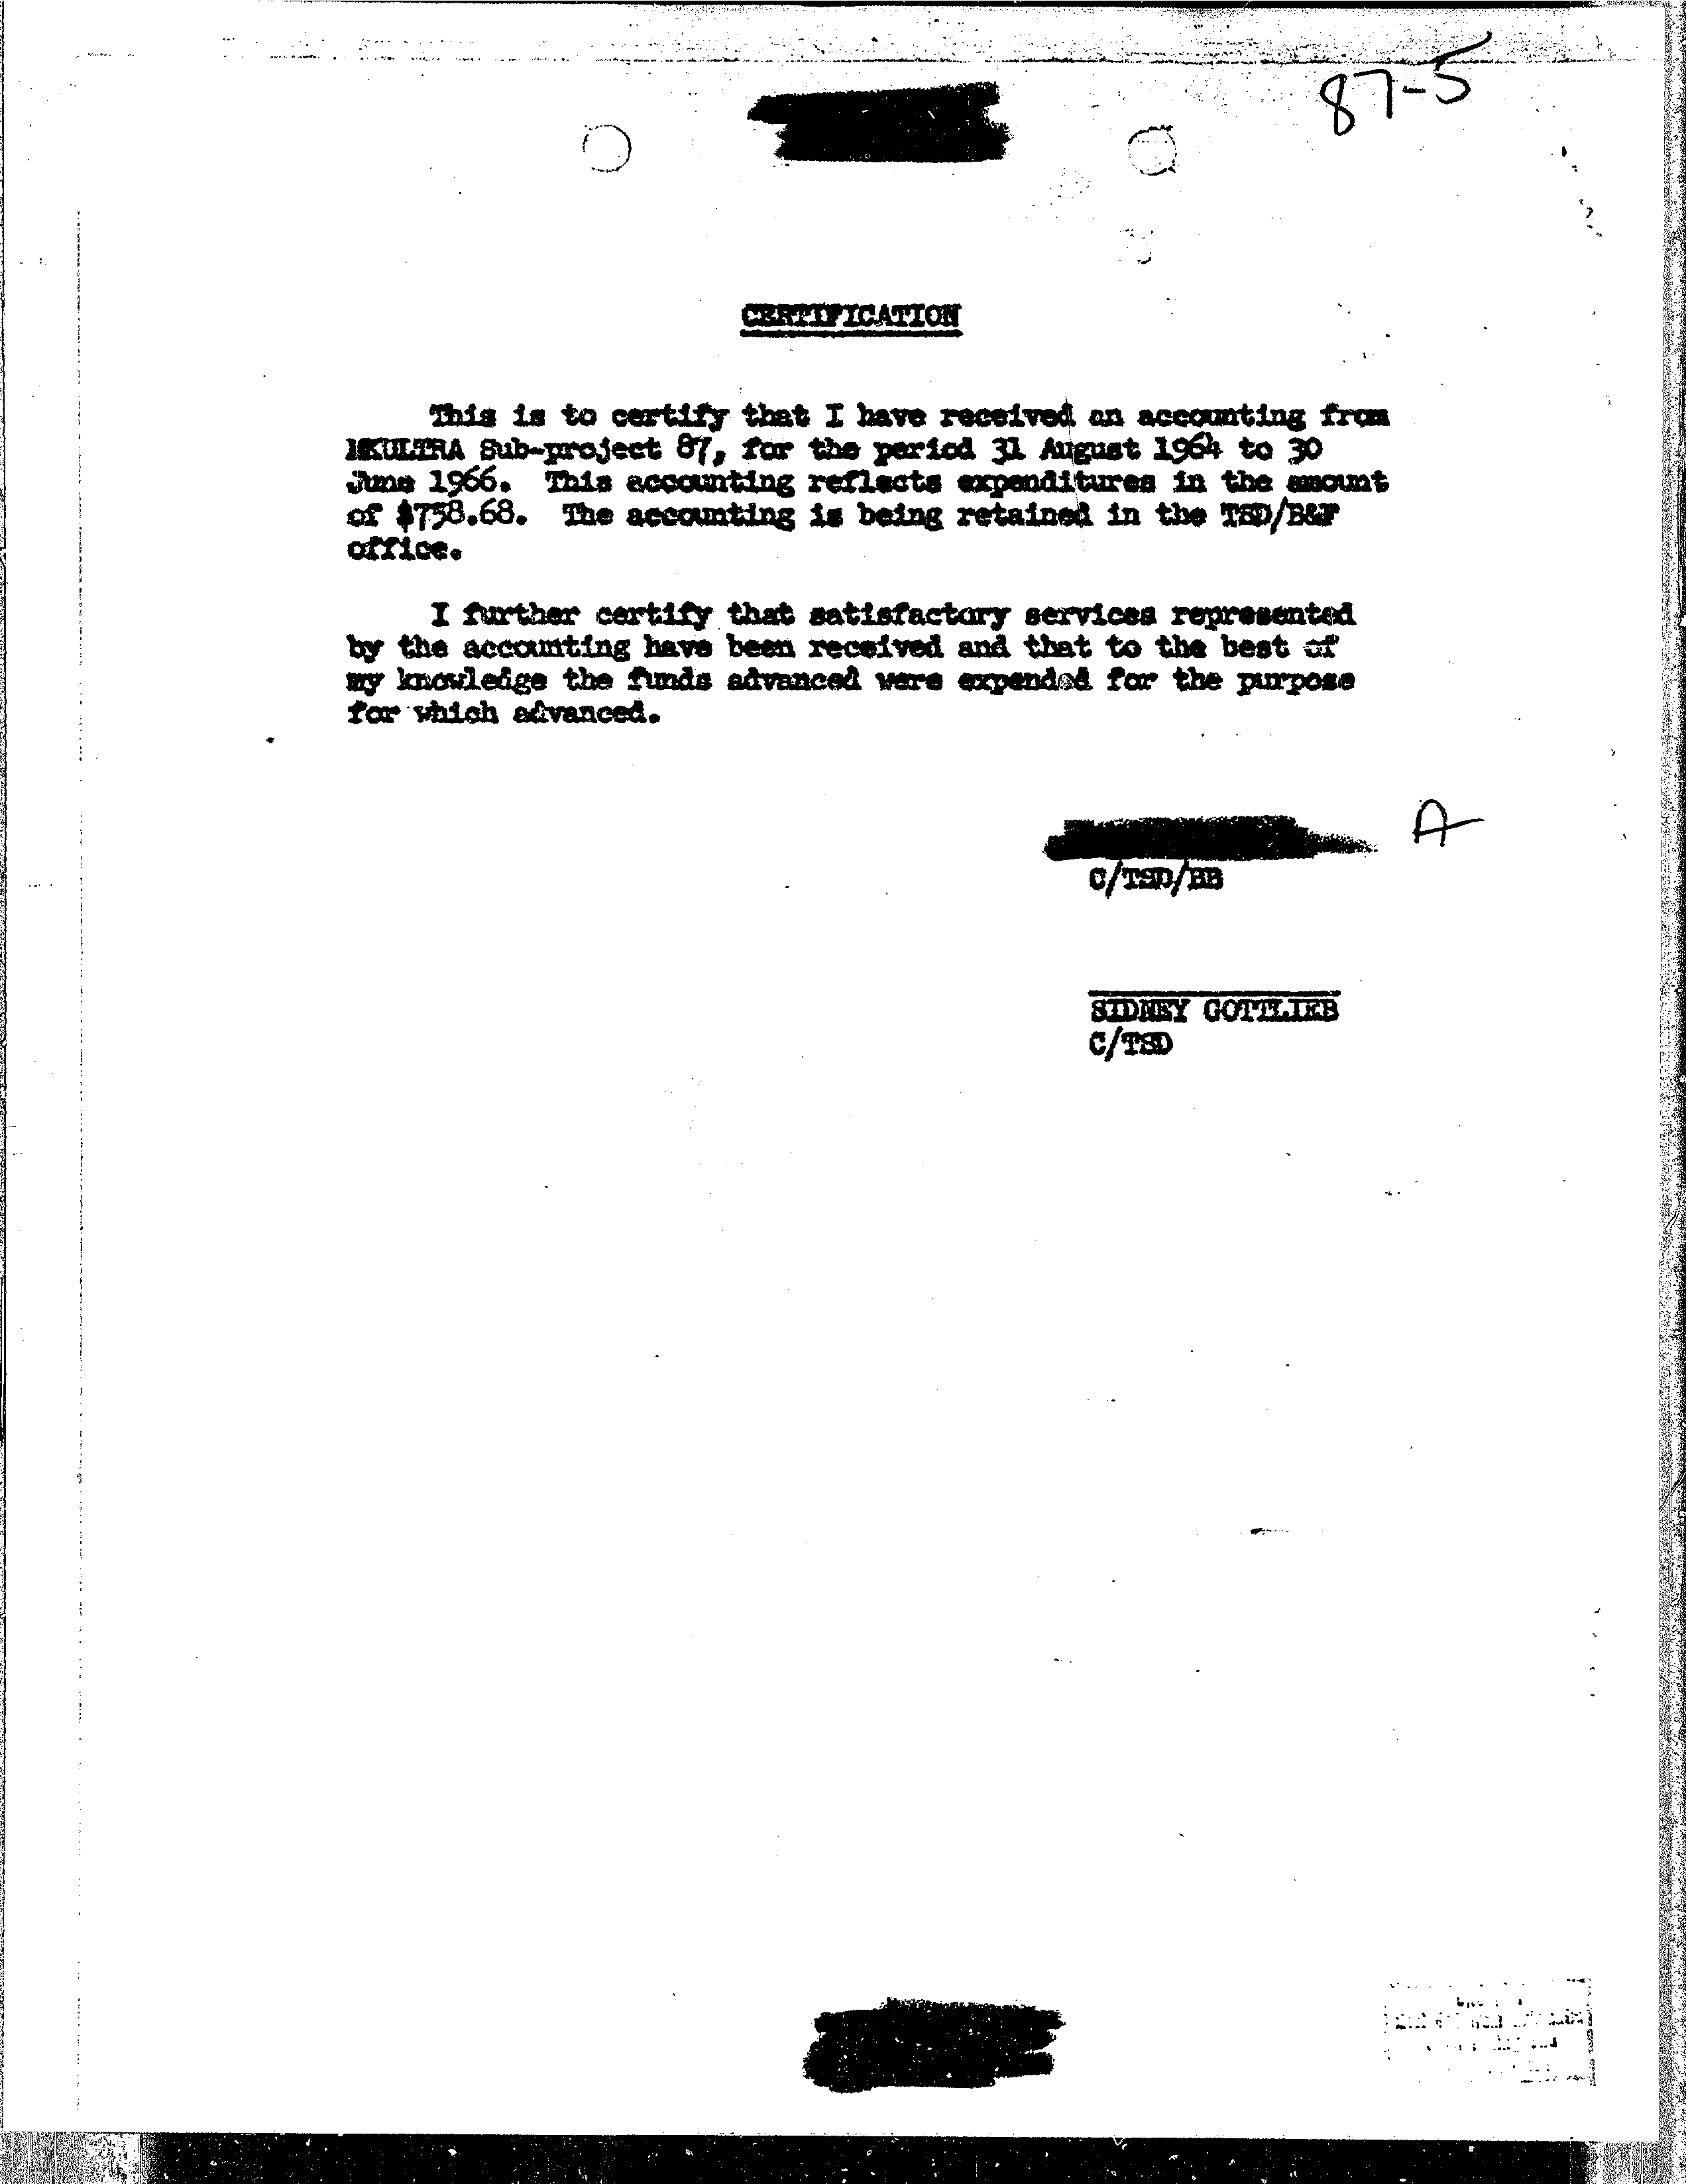 87-5
CERTIFICATION
This is to certify that I have received an accounting from
MKULTRA Sub-project 87, for the period 31 August 1964 to 30
June 1966. This accounting reflects expenditures in the amount
of $758.68. The accounting is being retained in the TSD/B&F
office.
I further certify that satisfactory services represented
by the accounting have been received and that to the best of
my knowledge the funds advanced were expended for the purpose
for which advanced.
A
C/TSD/BB
SIDNEY GOTTLIEB
C/TSD